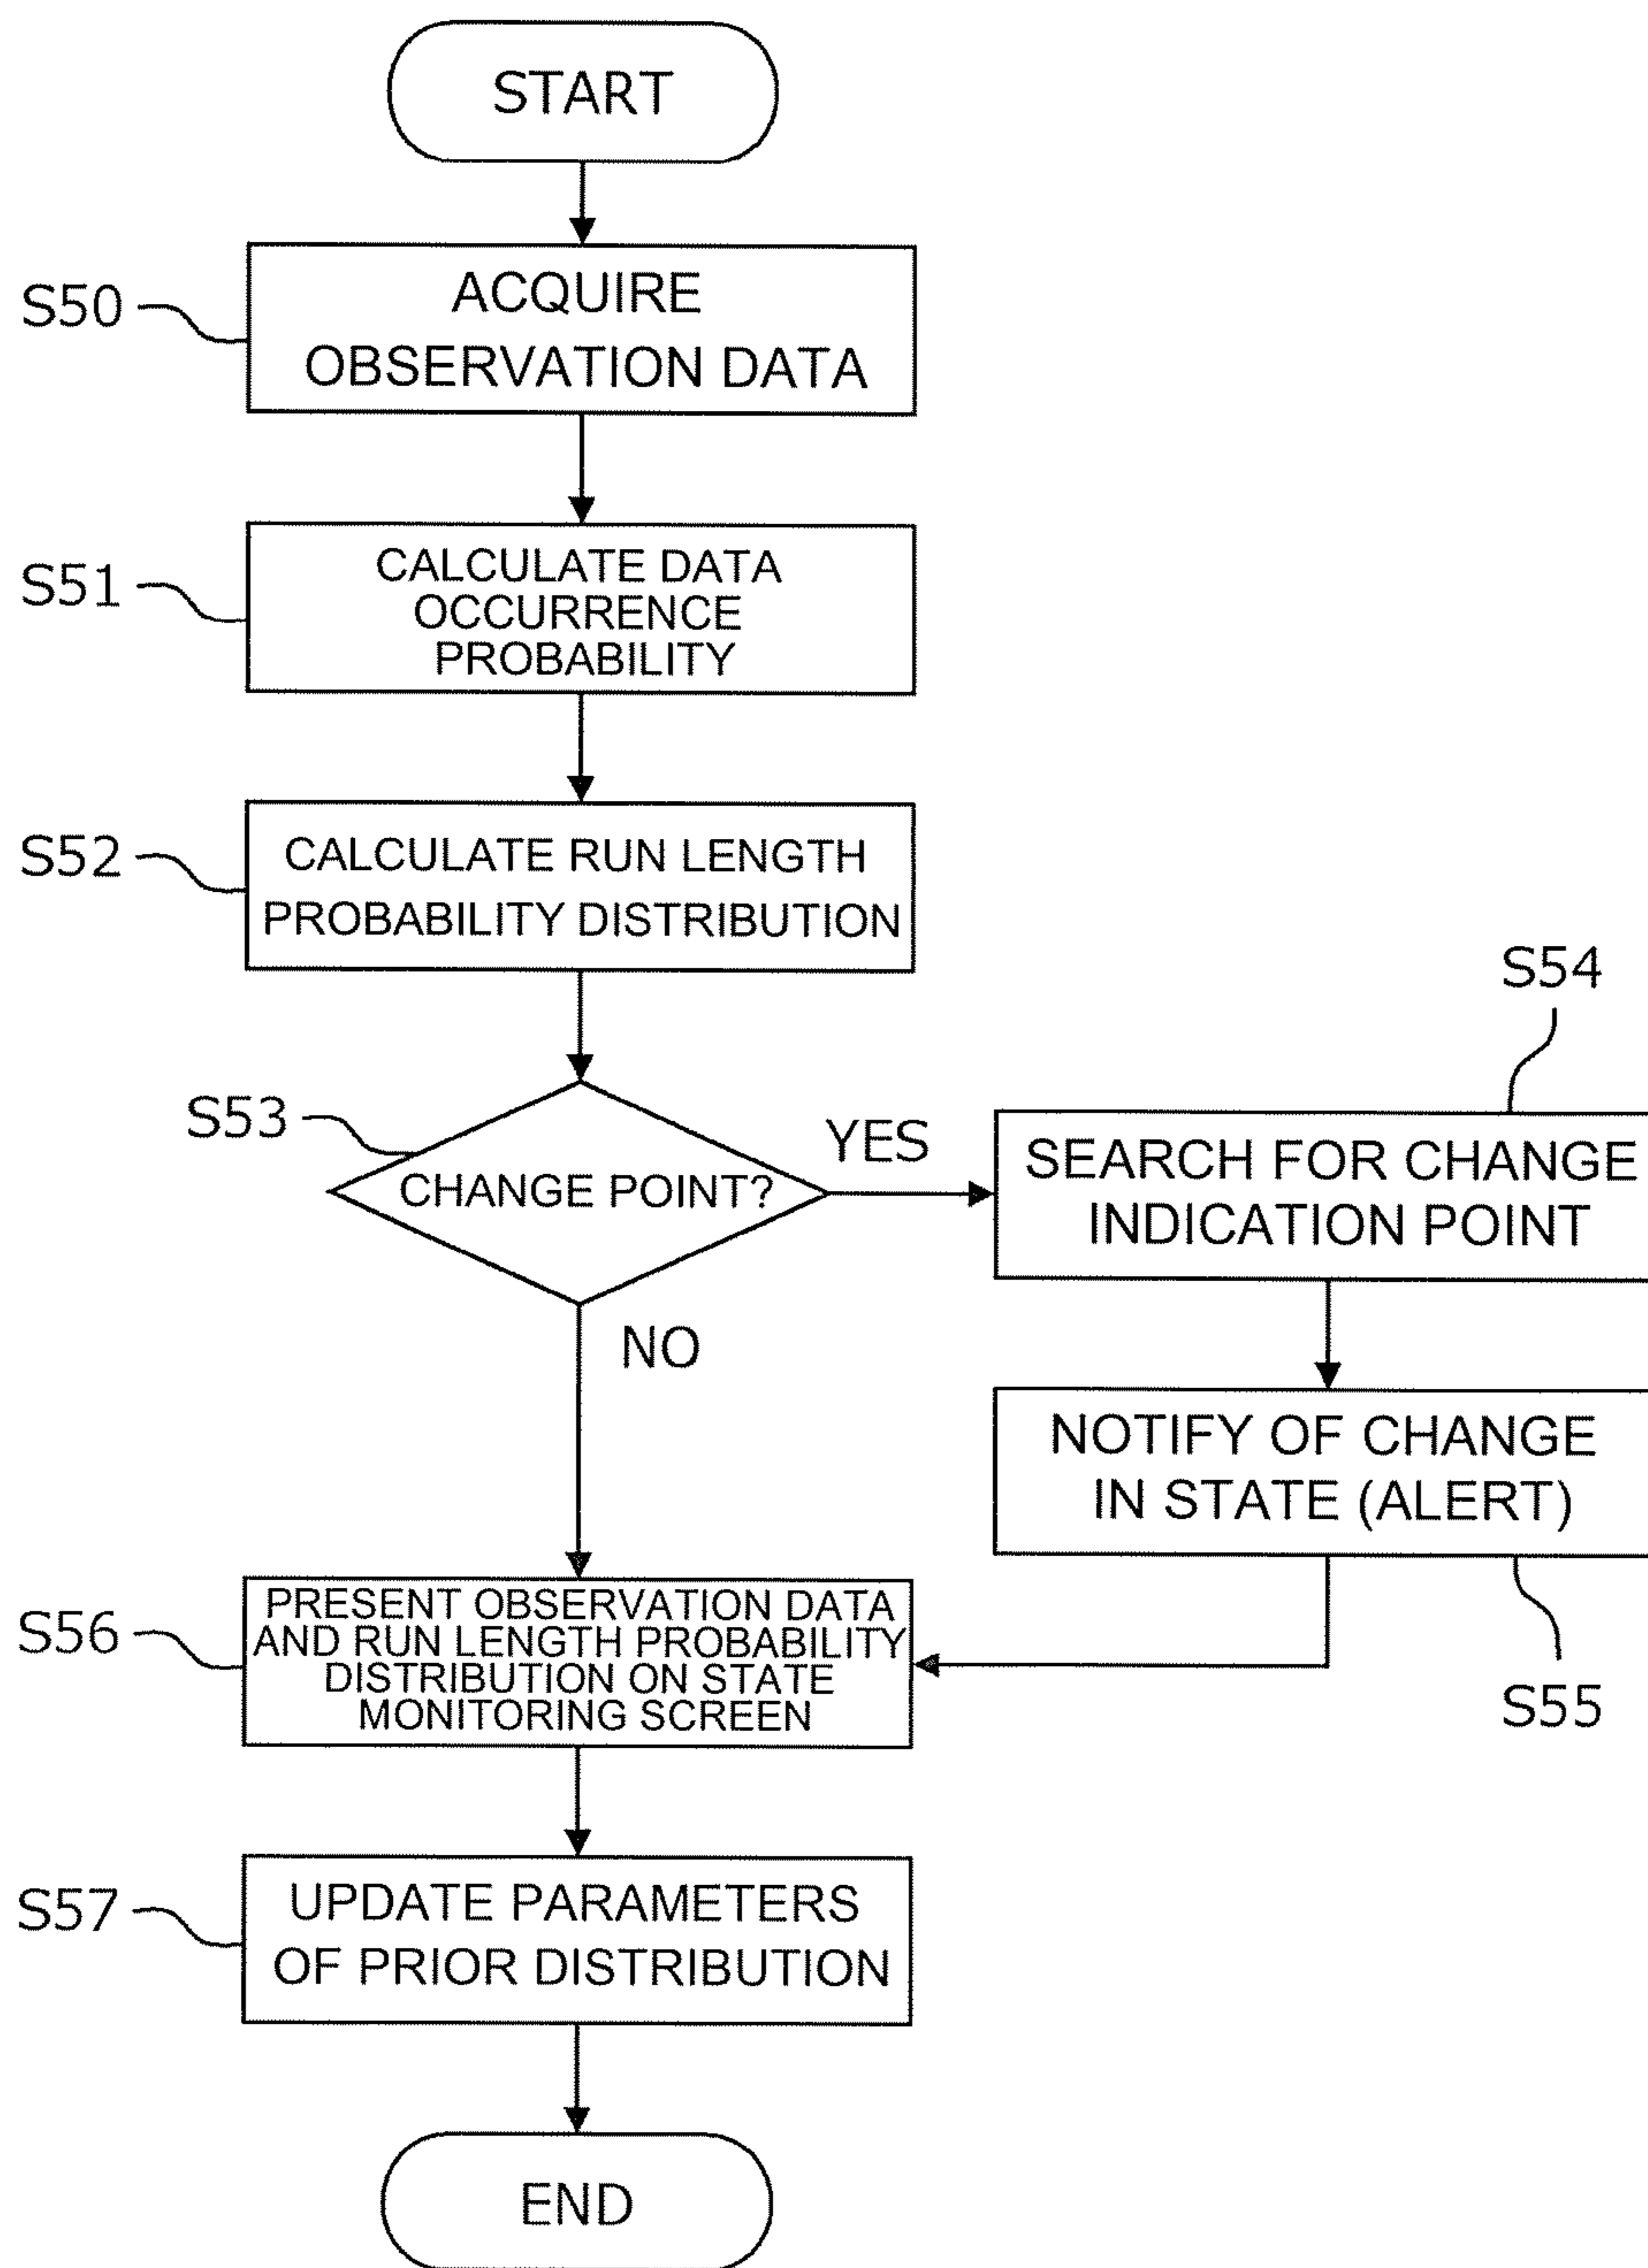 START
S50
ACQUIRE
OBSERVATION DATA
S51
CALCULATE DATA
OCCURRENCE
PROBABILITY
S52
CALCULATE RUN LENGTH
PROBABILITY DISTRIBUTION
S53
CHANGE POINT?
YES
NO
S54
SEARCH FOR CHANGE
INDICATION POINT
NOTIFY OF CHANGE
IN STATE (ALERT)
S55
S56
PRESENT OBSERVATION DATA
AND RUN LENGTH PROBABILITY
DISTRIBUTION ON STATE
MONITORING SCREEN
S57
UPDATE PARAMETERS
OF PRIOR DISTRIBUTION
END